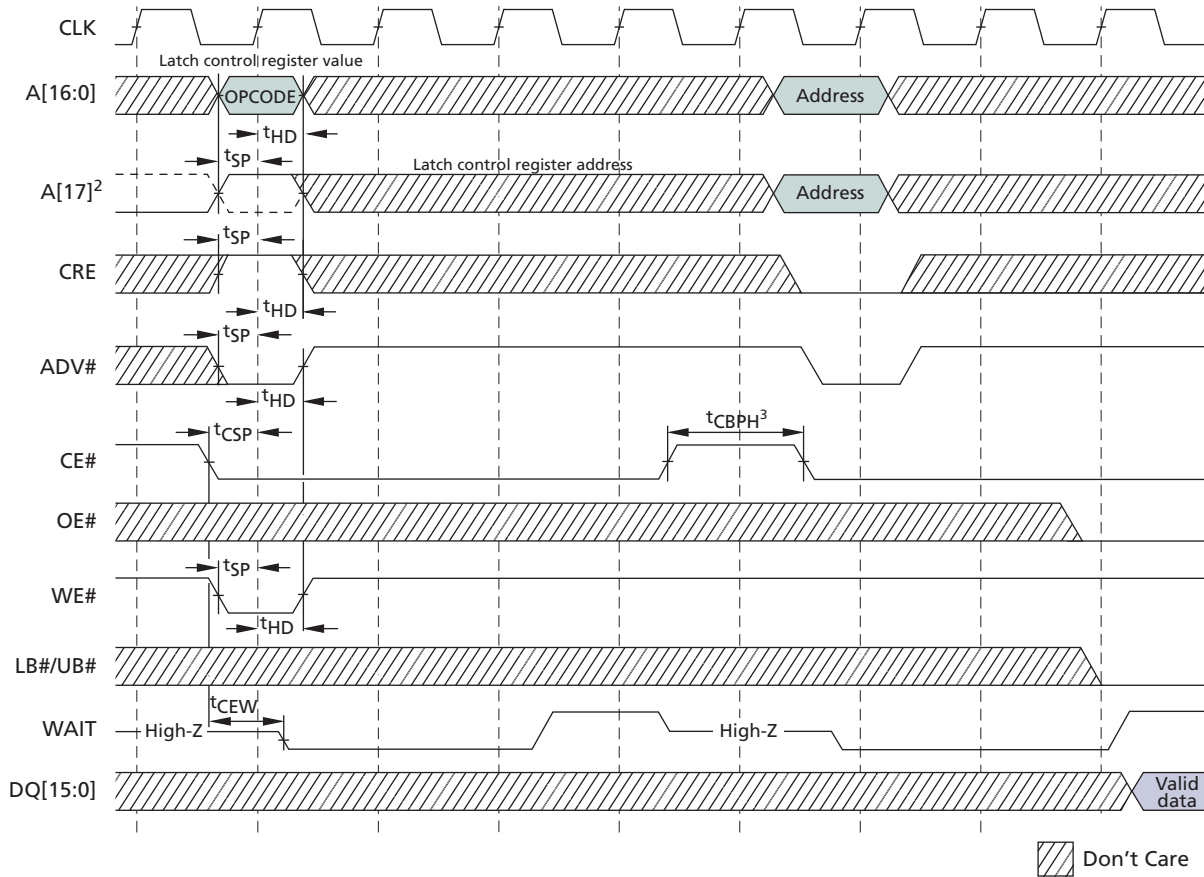 CLK
Latch control register value
A[16:0]
OPCODE
Address
tHD
tSP
Latch control register address
A[17]2
Address
tSP
CRE
tHD
tSP
ADV#
tHD
tCSP
tCBPH3
CE#
OE#
tSP
WE#
tHD
LB#/UB#
tCEW
WAIT
High-Z
High-Z
DQ[15:0]
Valid
data
Don't Care